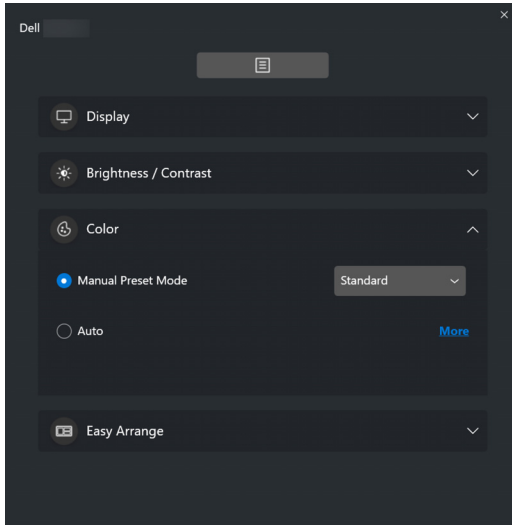 Dell
Display
Brightness / Contrast
Color
Manual Preset Mode Standard
Auto More
Easy Arrange